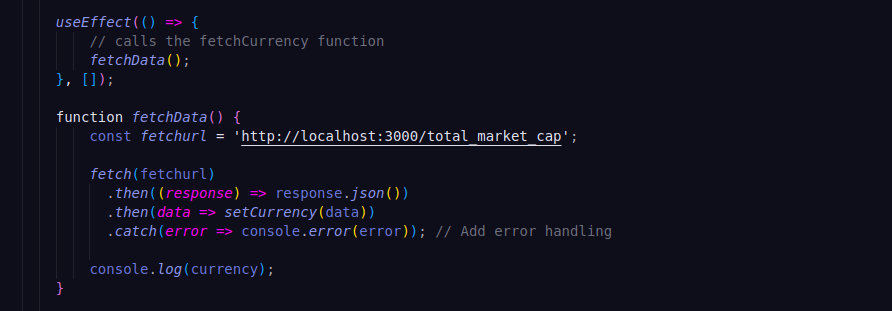 useEffect(() => {
// calls the fetchCurrency function
fetchData();
}, []);
function fetchData() {
const fetchurl = 'http://localhost:3000/total_market_cap';
fetch(fetchurl)
.then((response) => response.json())
.then(data => setCurrency(data))
.catch(error => console.error(error)); // Add error handling
console.log(currency);
}